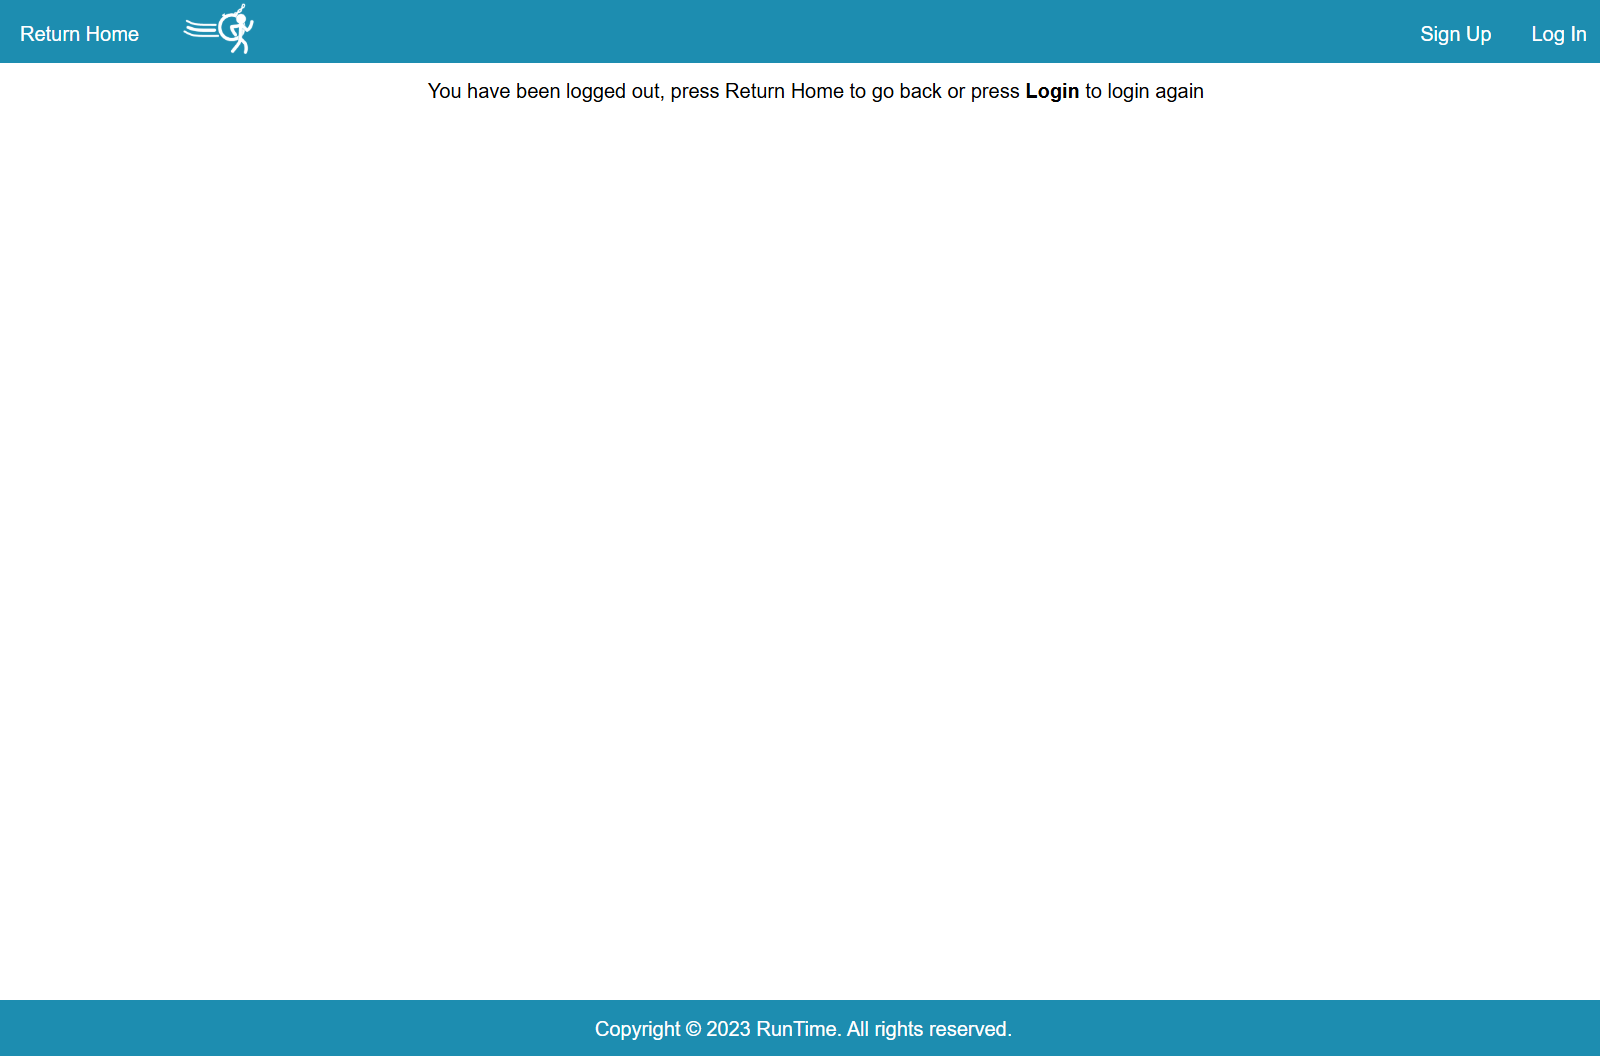 Return Home
Sign Up
Log In
You have been logged out, press Return Home to go back or press Login to login again
Copyright © 2023 RunTime. All rights reserved.